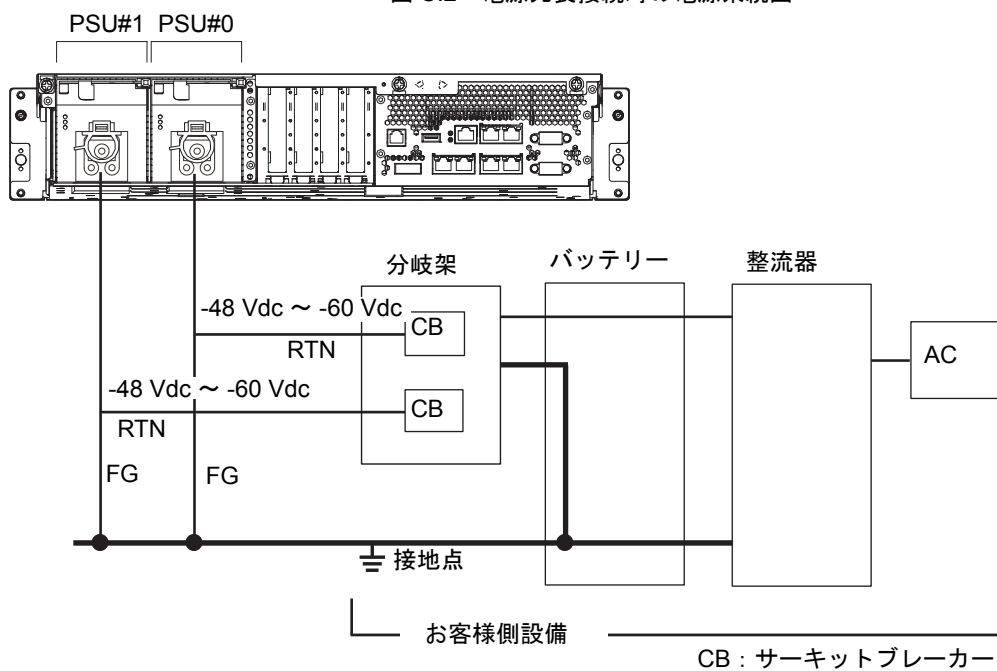 PSU#1 PSU#0
分岐架
バッテリー
整流器
-48 Vdc ～ -60 Vdc
CB
RTN
AC
-48 Vdc ～ -60 Vdc
CB
RTN
FG
FG
接地点
お客様側設備
CB：サーキットブレーカー